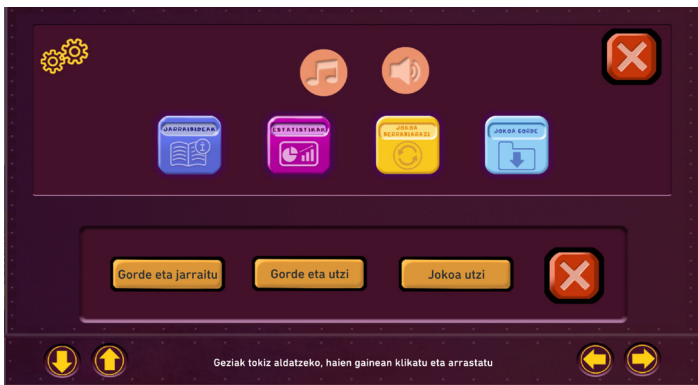 JARRAIBIDEAK
ESTATISTIKAK
JOKOA
BERRABIARAZI
JOKOA GORDE
Gorde eta jarraitu
Gorde eta utzi
Jokoa utzi
Geziak tokiz aldatzeko, haien gainean klikatu eta arrastatu